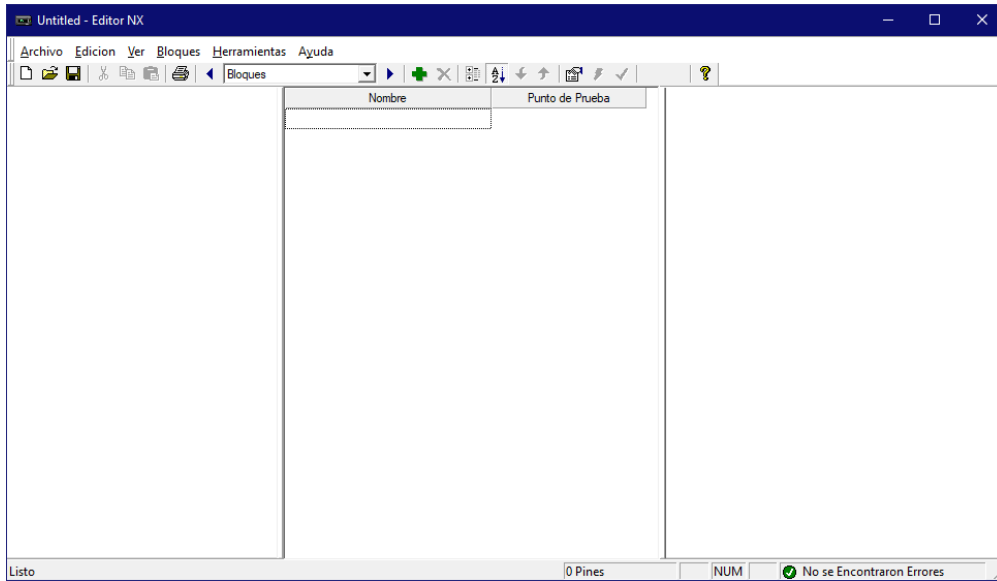 Untitled - Editor NX
Archivo Edicion Ver Bloques Herramientas Ayuda
Bloques
Nombre Punto de Prueba
Listo 0 Pines NUM No se Encontraron Errores